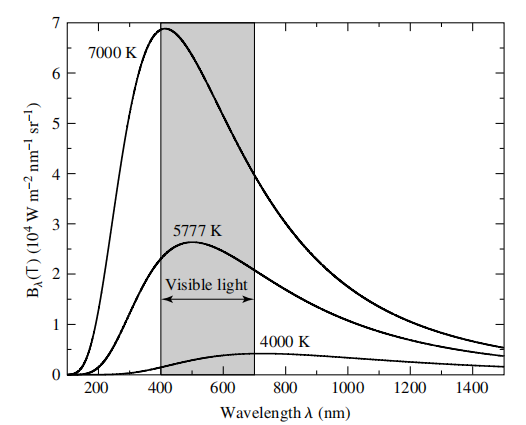 7
6
5
4
3
2
1
0
B_λ(T) (10⁴ W m⁻² nm⁻¹ sr⁻¹)
7000 K
5777 K
Visible light
4000 K
200 400 600 800 1000 1200 1400
Wavelength λ (nm)